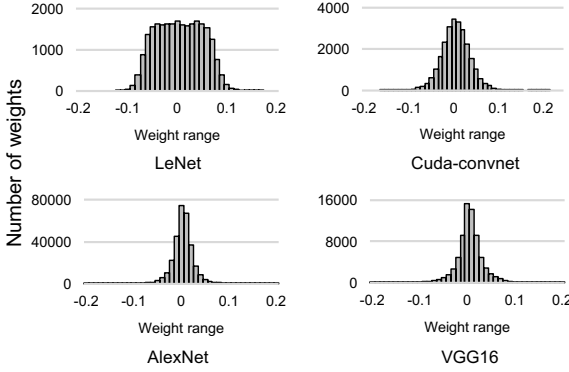 Number of weights
2000
1000
0
-0.2 -0.1 0 0.1 0.2
Weight range
LeNet
4000
2000
0
-0.2 -0.1 0 0.1 0.2
Weight range
Cuda-convnet
80000
40000
0
-0.2 -0.1 0 0.1 0.2
Weight range
AlexNet
16000
8000
0
-0.2 -0.1 0 0.1 0.2
Weight range
VGG16